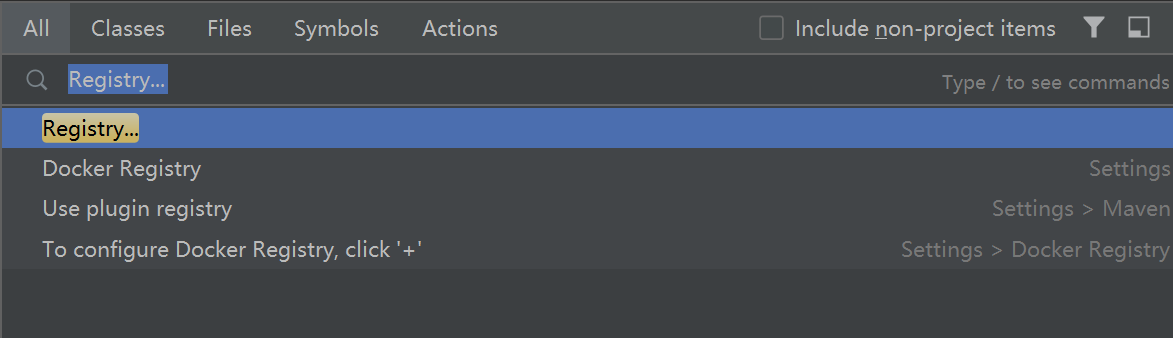 All Classes Files Symbols Actions Include non-project items
Registry... Type / to see commands
Registry...
Docker Registry Settings
Use plugin registry Settings > Maven
To configure Docker Registry, click '+' Settings > Docker Registry